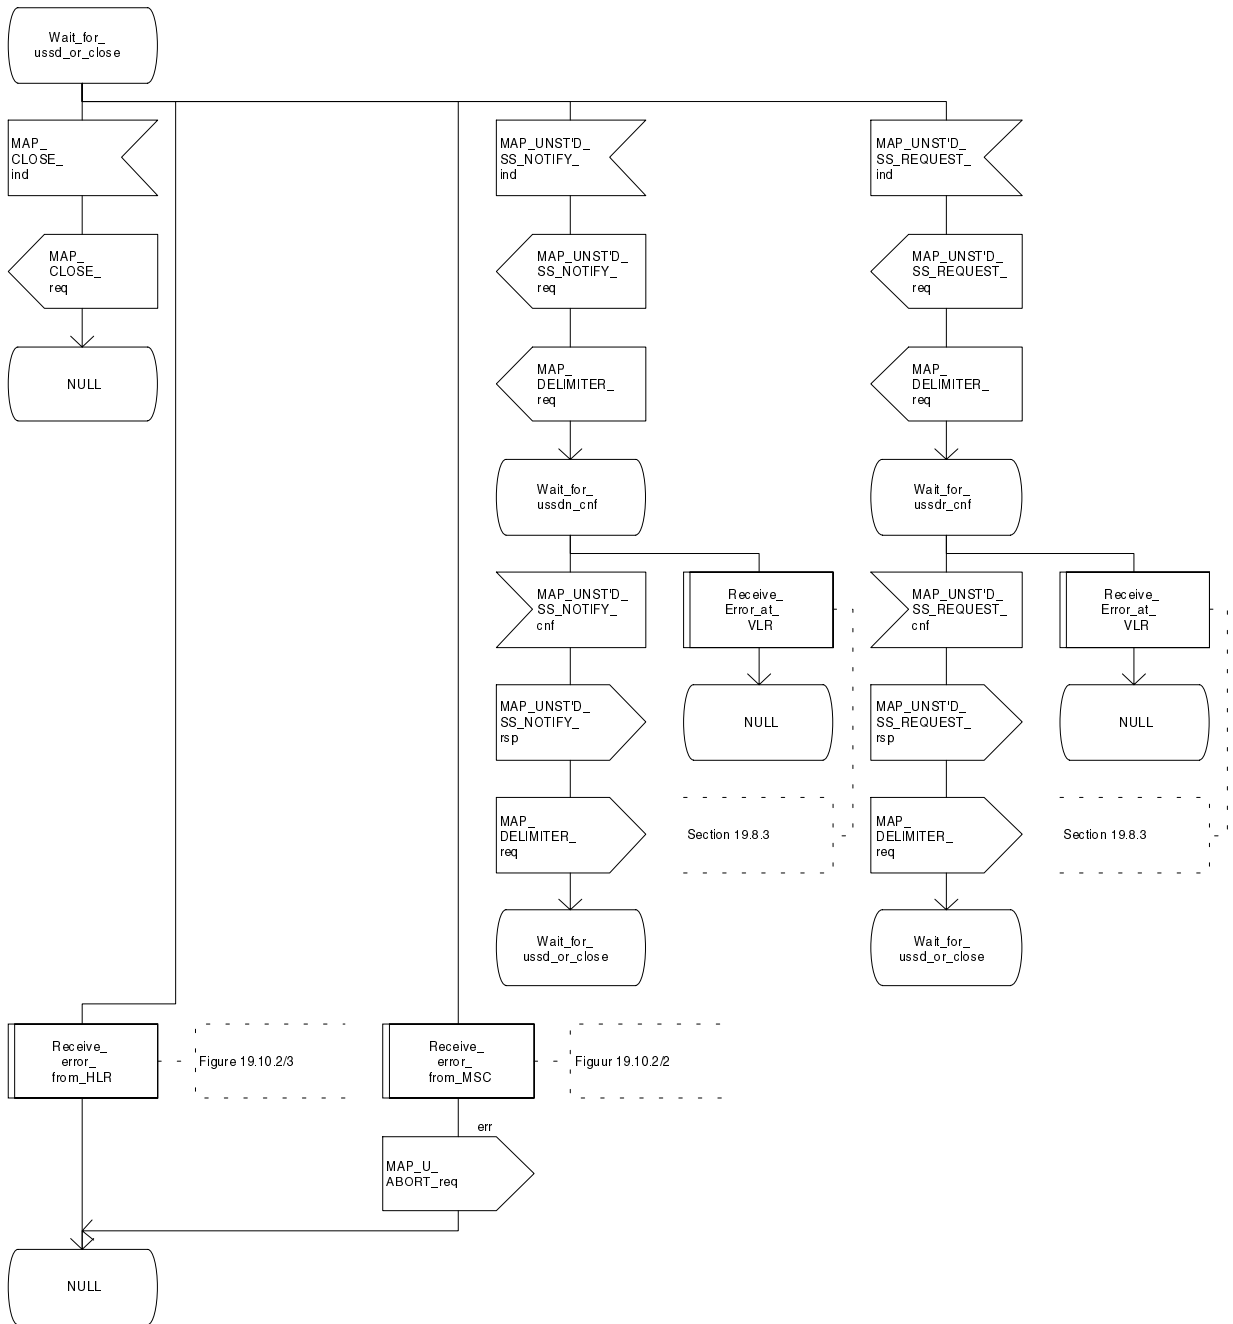 Wait_for_
ussd_or_close
MAP_
CLOSE_
ind
MAP_UNST'D_
SS_NOTIFY_
ind
MAP_UNST'D_
SS_REQUEST_
ind
MAP_
CLOSE_
req
MAP_UNST'D_
SS_NOTIFY_
req
MAP_UNST'D_
SS_REQUEST_
req
NULL
MAP_
DELIMITER_
req
MAP_
DELIMITER_
req
Wait_for_
ussdn_cnf
Wait_for_
ussdr_cnf
MAP_UNST'D_
SS_NOTIFY_
cnf
Receive_
Error_at_
VLR
MAP_UNST'D_
SS_REQUEST_
cnf
Receive_
Error_at_
VLR
MAP_UNST'D_
SS_NOTIFY_
rsp
NULL
MAP_UNST'D_
SS_REQUEST_
rsp
NULL
MAP_
DELIMITER_
req
Section 19.8.3
MAP_
DELIMITER_
req
Section 19.8.3
Wait_for_
ussd_or_close
Wait_for_
ussd_or_close
Receive_
error_
from_HLR
Figure 19.10.2/3
Receive_
error_
from_MSC
Figuur 19.10.2/2
err
MAP_U_
ABORT_req
NULL